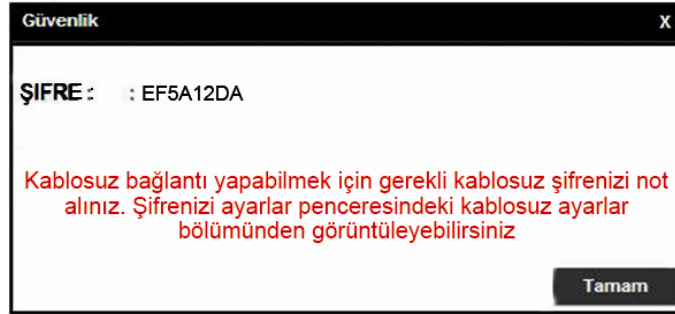 Güvenlik X
ŞIFRE : : EF5A12DA
Kablosuz bağlantı yapabilmek için gerekli kablosuz şifrenizi not
alınız. Şifrenizi ayarlar penceresindeki kablosuz ayarlar
bölümünden görüntüleyebilirsiniz
Tamam